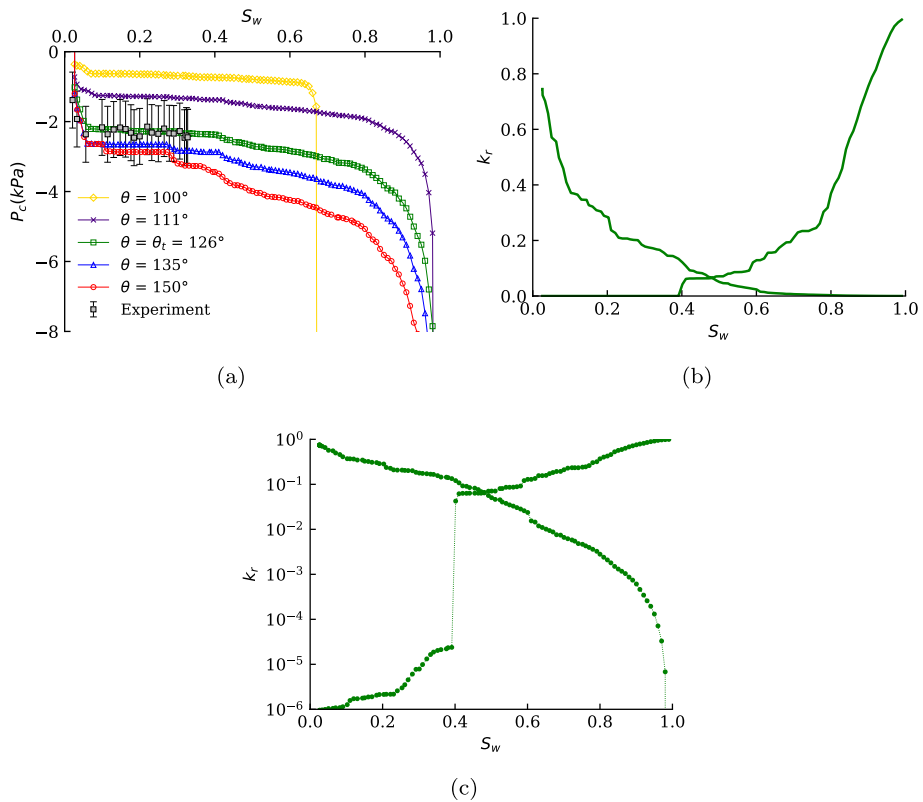 S_w
0.0 0.2 0.4 0.6 0.8 1.0
0
−2
−4
−6
−8
P_c(kPa)
θ = 100°
θ = 111°
θ = θ_t = 126°
θ = 135°
θ = 150°
Experiment
(a)
1.0
0.8
0.6
0.4
0.2
0.0
k_r
0.0 0.2 0.4 0.6 0.8 1.0
S_w
(b)
10^0
10^-1
10^-2
10^-3
10^-4
10^-5
10^-6
k_r
0.0 0.2 0.4 0.6 0.8 1.0
S_w
(c)